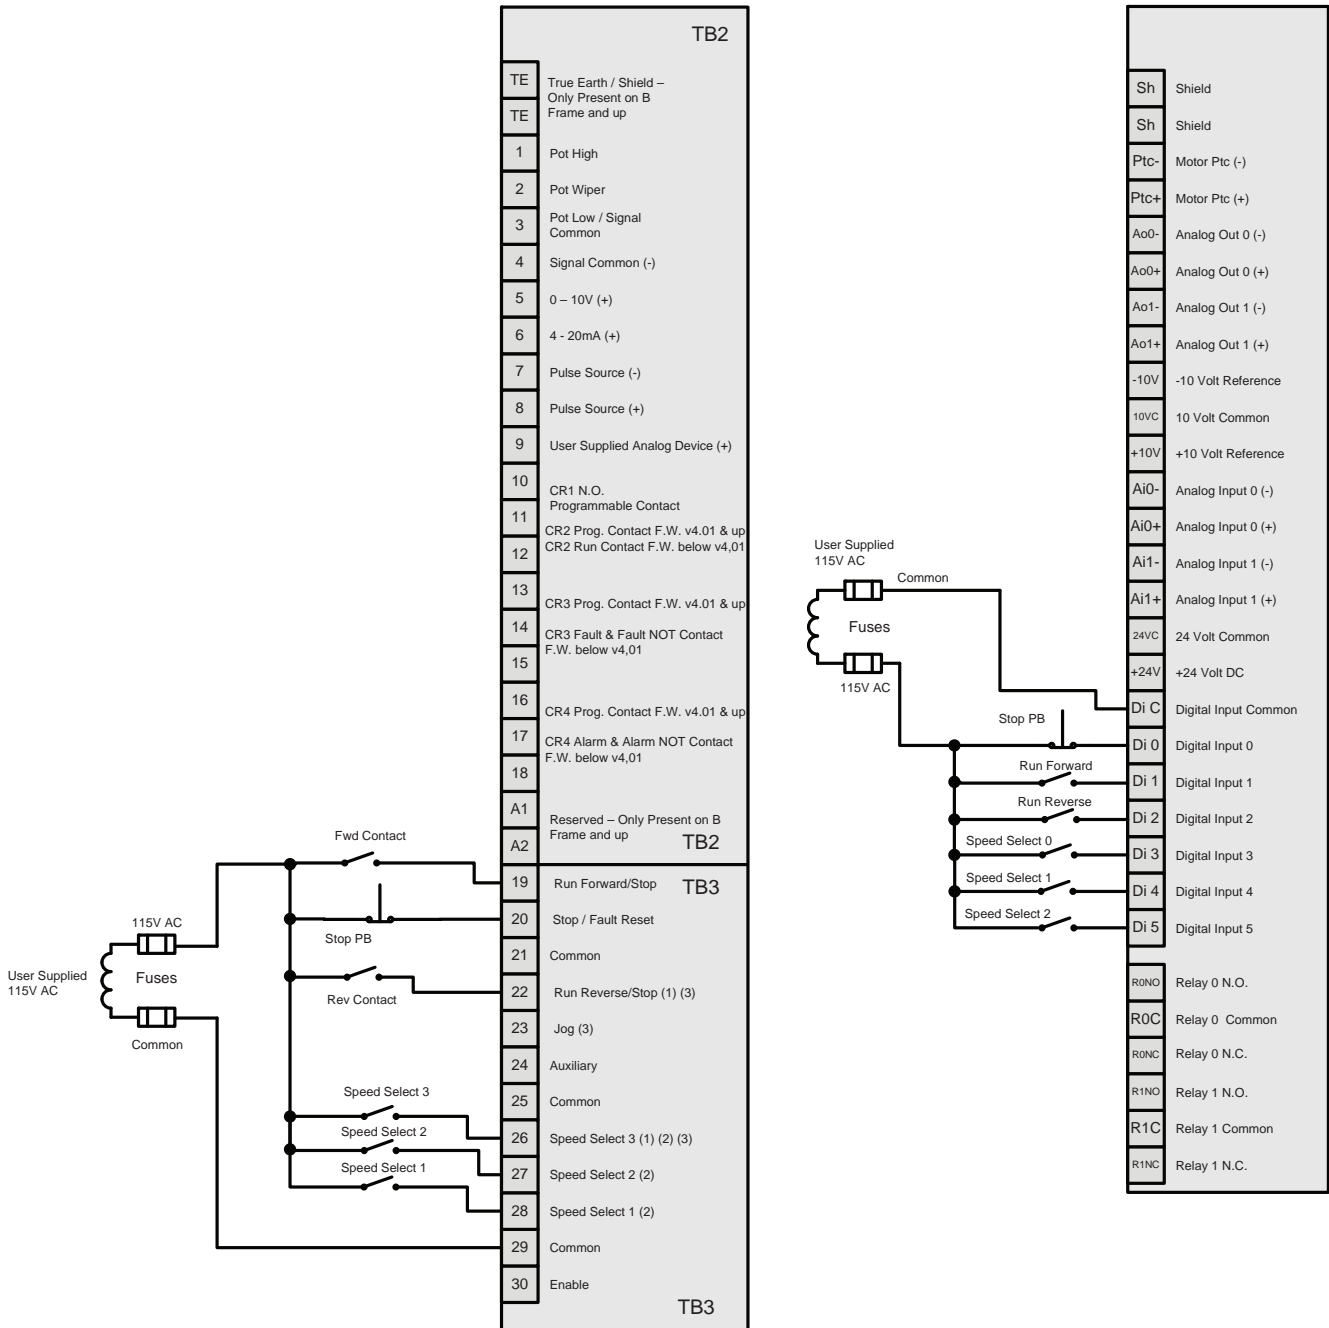 TB2
TE
TE
True Earth / Shield –
Only Present on B
Frame and up
1
Pot High
2
Pot Wiper
3
Pot Low / Signal
Common
4
Signal Common (-)
5
0 – 10V (+)
6
4 - 20mA (+)
7
Pulse Source (-)
8
Pulse Source (+)
9
User Supplied Analog Device (+)
10
CR1 N.O.
Programmable Contact
11
CR2 Prog. Contact F.W. v4.01 & up
CR2 Run Contact F.W. below v4,01
12
13
CR3 Prog. Contact F.W. v4.01 & up
14
CR3 Fault & Fault NOT Contact
F.W. below v4,01
15
16
CR4 Prog. Contact F.W. v4.01 & up
17
CR4 Alarm & Alarm NOT Contact
F.W. below v4,01
18
A1
Reserved – Only Present on B
Frame and up
A2
TB2
TB3
19
Run Forward/Stop
20
Stop / Fault Reset
21
Common
22
Run Reverse/Stop (1) (3)
23
Jog (3)
24
Auxiliary
25
Common
26
Speed Select 3 (1) (2) (3)
27
Speed Select 2 (2)
28
Speed Select 1 (2)
29
Common
30
Enable
TB3
Fwd Contact
115V AC
Stop PB
User Supplied
115V AC
Fuses
Rev Contact
Common
Speed Select 3
Speed Select 2
Speed Select 1
Sh
Shield
Sh
Shield
Ptc-
Motor Ptc (-)
Ptc+
Motor Ptc (+)
Ao0-
Analog Out 0 (-)
Ao0+
Analog Out 0 (+)
Ao1-
Analog Out 1 (-)
Ao1+
Analog Out 1 (+)
-10V
-10 Volt Reference
10VC
10 Volt Common
+10V
+10 Volt Reference
Ai0-
Analog Input 0 (-)
Ai0+
Analog Input 0 (+)
Ai1-
Analog Input 1 (-)
Ai1+
Analog Input 1 (+)
24VC
24 Volt Common
+24V
+24 Volt DC
Di C
Digital Input Common
Di 0
Digital Input 0
Di 1
Digital Input 1
Di 2
Digital Input 2
Di 3
Digital Input 3
Di 4
Digital Input 4
Di 5
Digital Input 5
R0NO
Relay 0 N.O.
R0C
Relay 0 Common
R0NC
Relay 0 N.C.
R1NO
Relay 1 N.O.
R1C
Relay 1 Common
R1NC
Relay 1 N.C.
User Supplied
115V AC
Common
Fuses
115V AC
Stop PB
Run Forward
Run Reverse
Speed Select 0
Speed Select 1
Speed Select 2